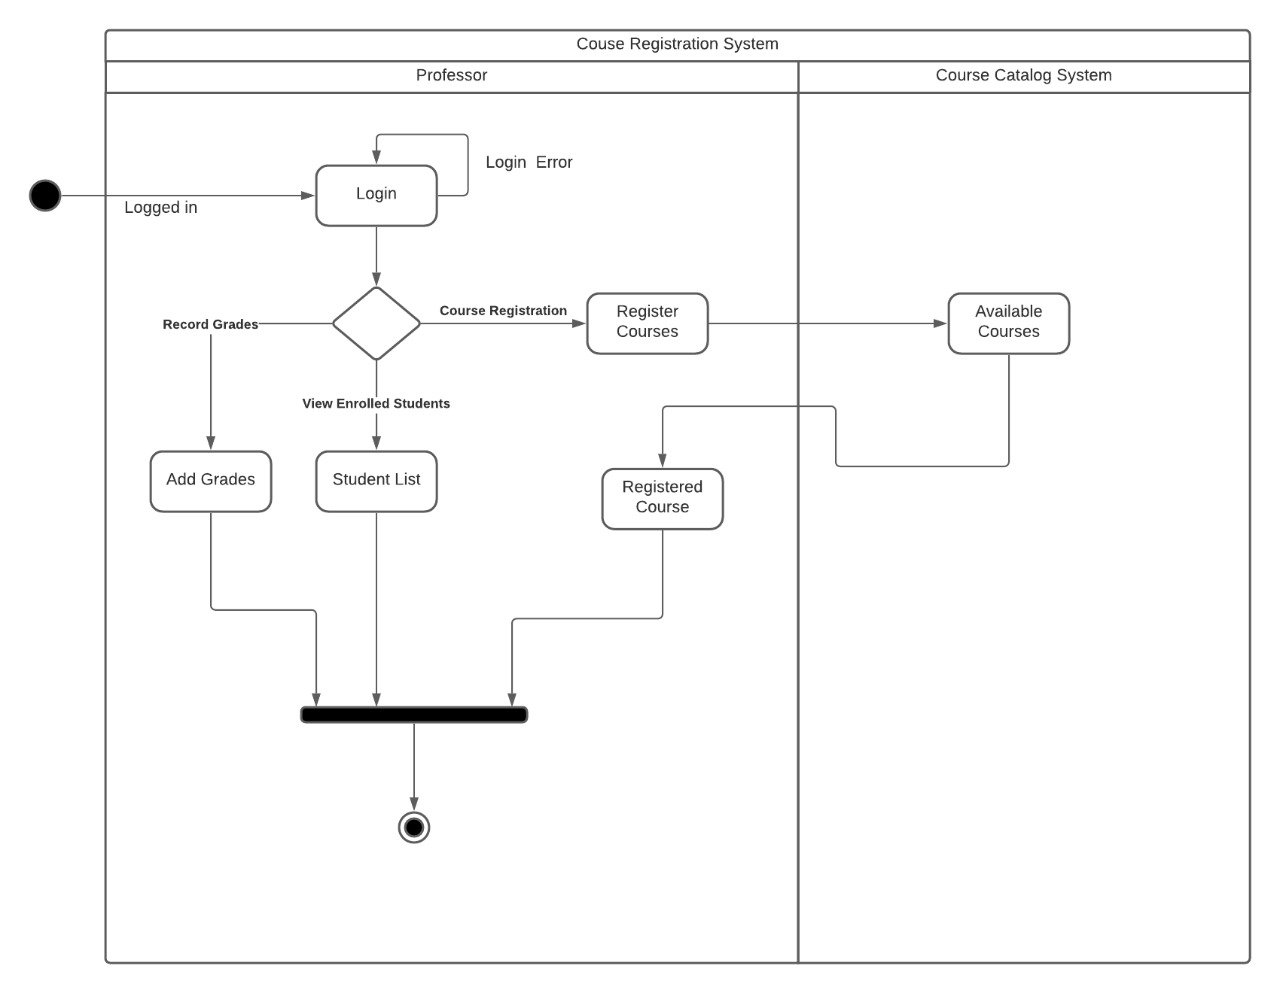 Couse Registration System
Professor
Course Catalog System
Login Error
Login
Logged in
Course Registration
Register
Courses
Available
Courses
Record Grades
View Enrolled Students
Add Grades
Student List
Registered
Course